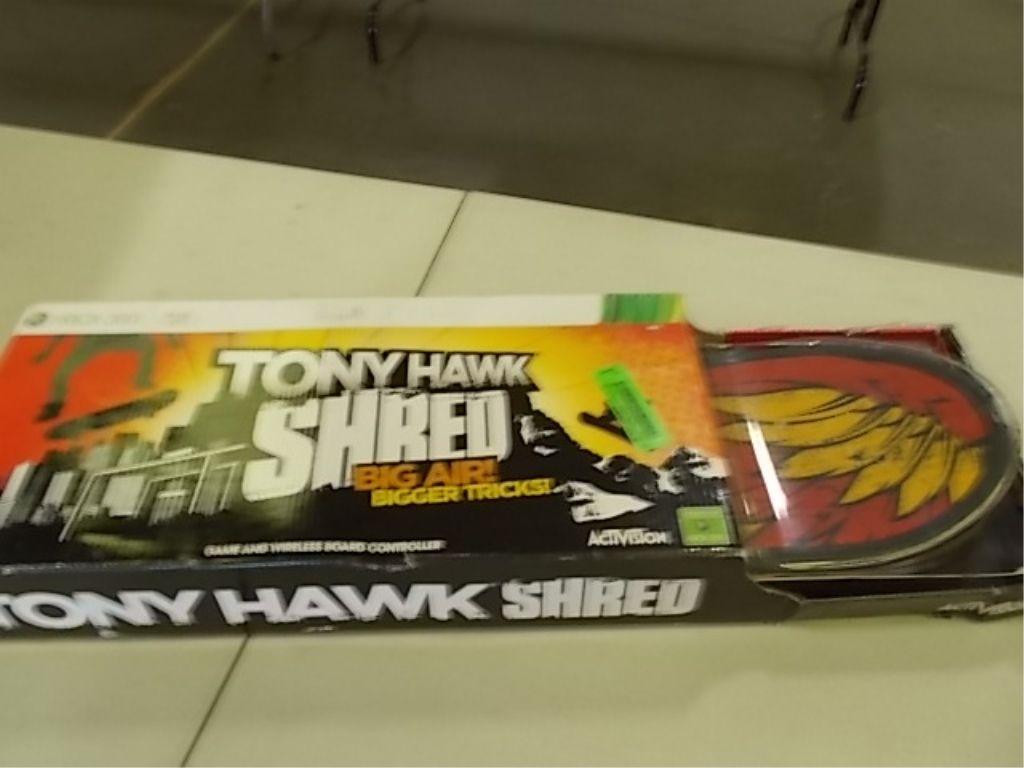 XBOX 360
TONY HAWK
SHRED
BIG AIR!
BIGGER TRICKS!
GAME AND WIRELESS BOARD CONTROLLER
ACTIVISION
TONY HAWK SHRED